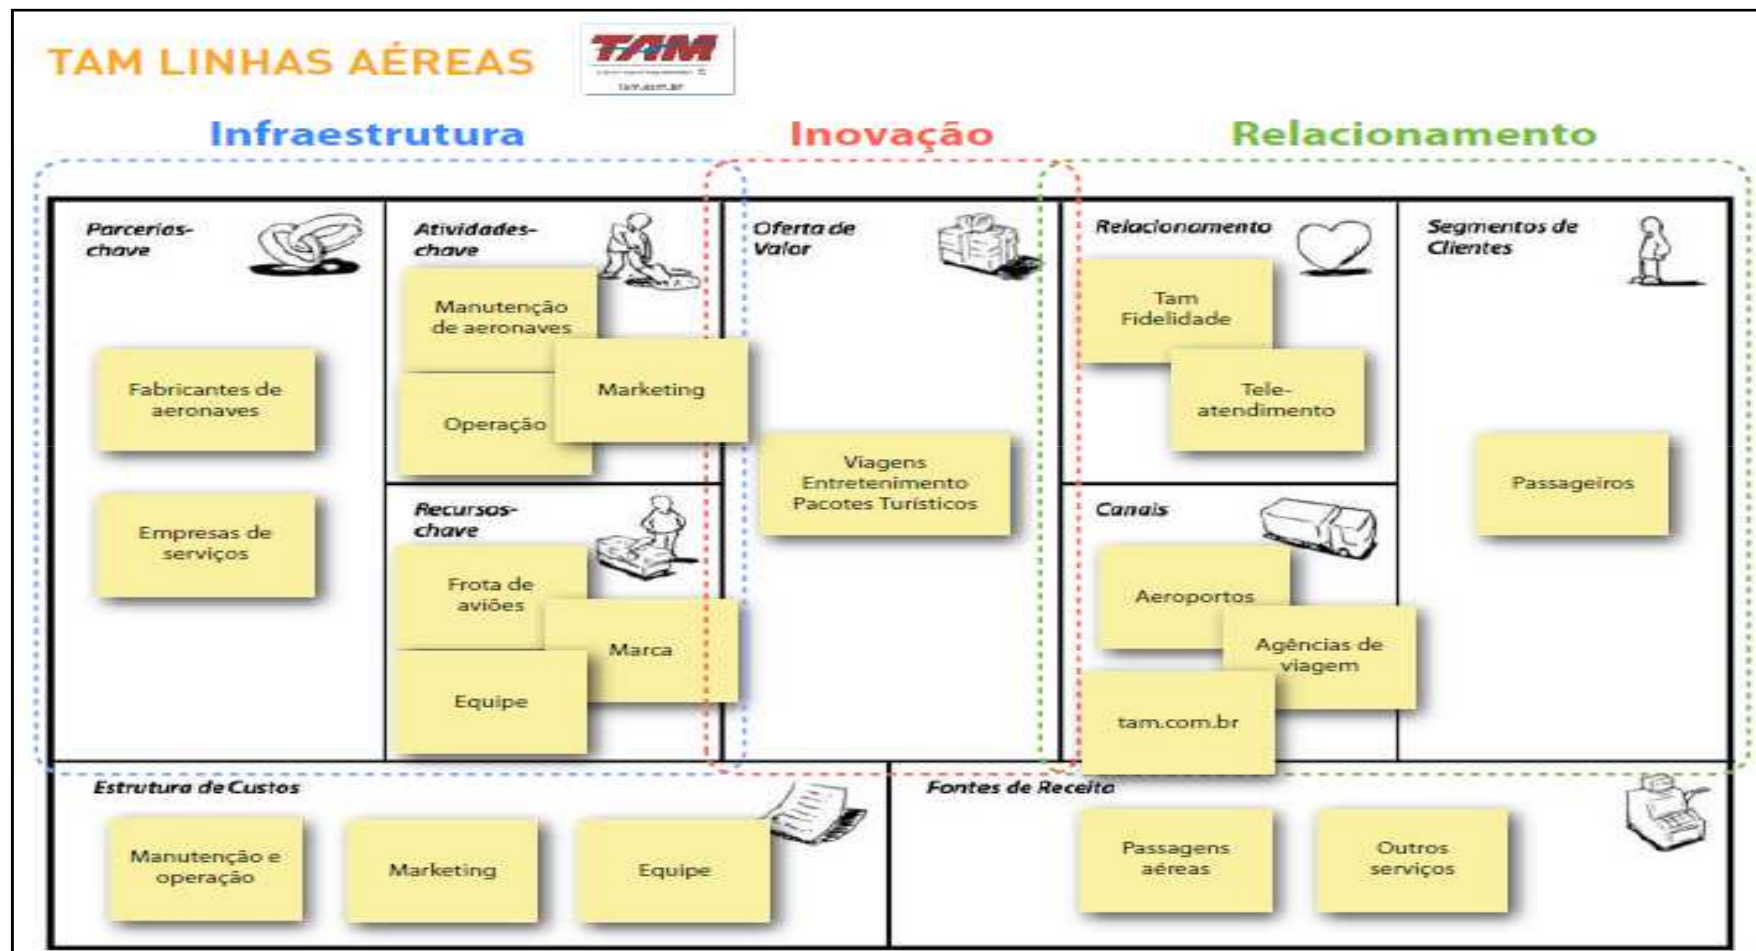 TAM LINHAS AÉREAS
TAM
tam.com.br
Infraestrutura
Inovação
Relacionamento
Parcerias-
chave
Fabricantes de
aeronaves
Empresas de
serviços
Atividades-
chave
Manutenção
de aeronaves
Marketing
Operação
Recursos-
chave
Frota de
aviões
Marca
Equipe
Oferta de
Valor
Viagens
Entretenimento
Pacotes Turísticos
Relacionamento
Tam
Fidelidade
Tele-
atendimento
Canais
Aeroportos
Agências de
viagem
tam.com.br
Segmentos de
Clientes
Passageiros
Estrutura de Custos
Manutenção e
operação
Marketing
Equipe
Fontes de Receita
Passagens
aéreas
Outros
serviços